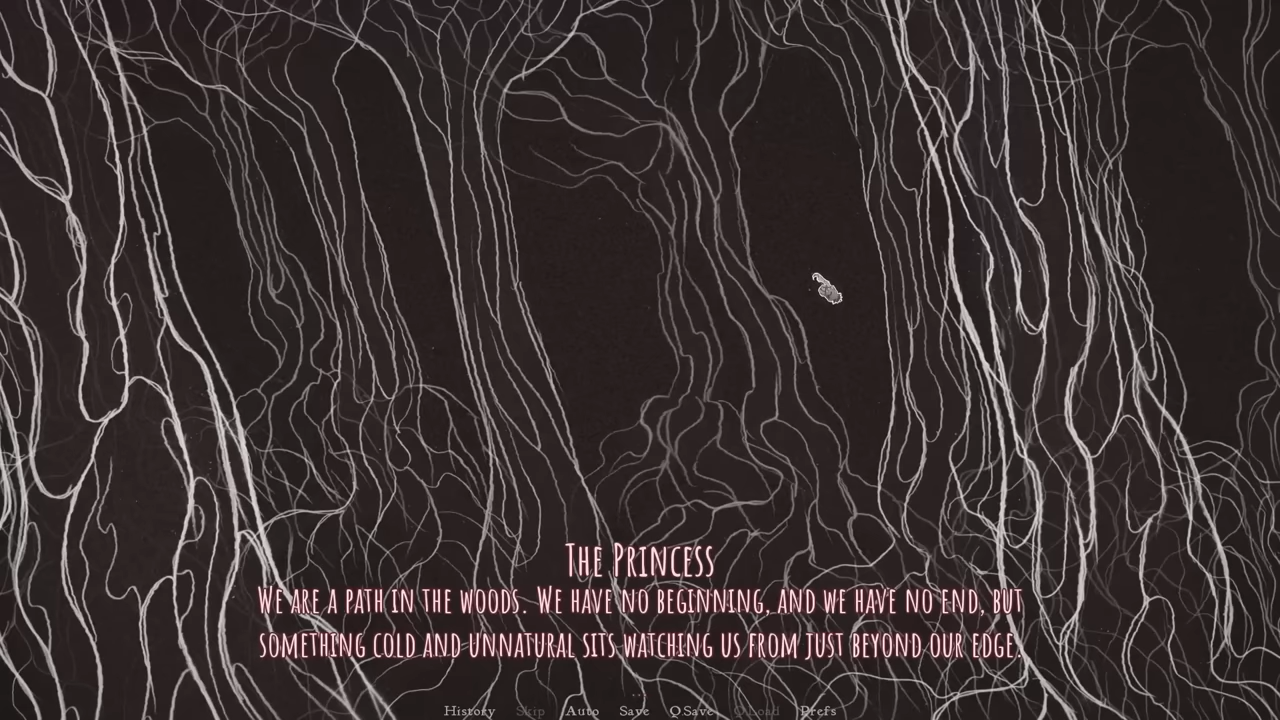 The Princess
We are a path in the woods. We have no beginning, and we have no end, but
something cold and unnatural sits watching us from just beyond our edge.
History Skip Auto Save Q.Save Q.Load Prefs